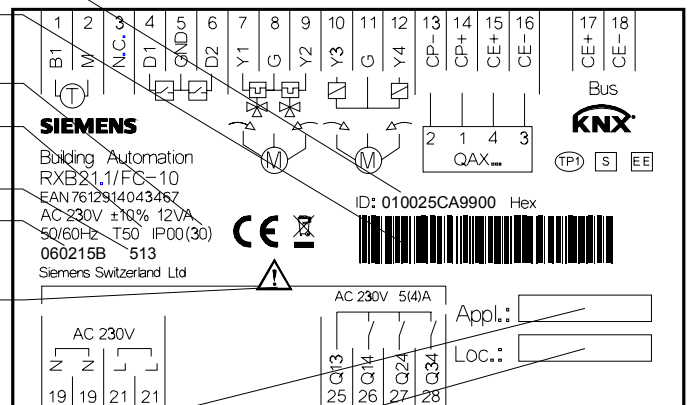 1 2 3 4 5 6 7 8 9 10 11 12 13 14 15 16 17 18
B1 M N.C. D1 GND D2 Y1 G Y2 Y3 G Y4 CP- CP+ CE+ CE- CE+ CE-
T
Bus
KNX
SIEMENS
2 1 4 3
M M QAX...
TP1 S EE
Building Automation
RXB21.1/FC-10
EAN 7612914043467
ID: 010025CA9900 Hex
AC 230V ±10% 12VA
50/60Hz T50 IP00(30)
CE
060215B 513
Siemens Switzerland Ltd
AC 230V 5(4)A
Appl.:
AC 230V
Loc.:
N N L L Q13 Q14 Q24 Q34
19 19 21 21 25 26 27 28